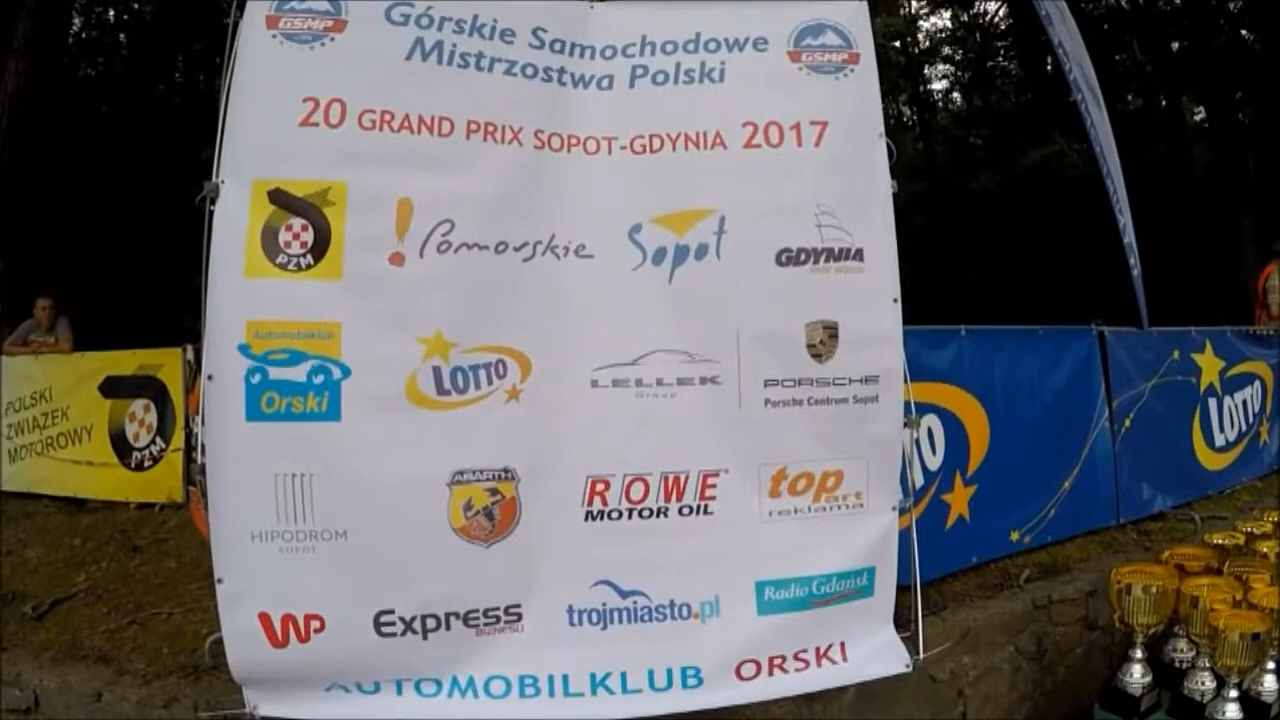 GSMP
Górskie Samochodowe
Mistrzostwa Polski
GSMP
20 GRAND PRIX SOPOT-GDYNIA 2017
PZM
! Pomorskie
Sopot
GDYNIA
Automobilklub
Orski
LOTTO
LELLEK
Group
PORSCHE
Porsche Centrum Sopot
HIPODROM
SOPOT
ABARTH
ROWE
MOTOR OIL
top
art
reklama
WP
Express
BIZNESU
trojmiasto.pl
Radio Gdańsk
AUTOMOBILKLUB ORSKI
POLSKI
ZWIĄZEK
MOTOROWY
PZM
LOTTO